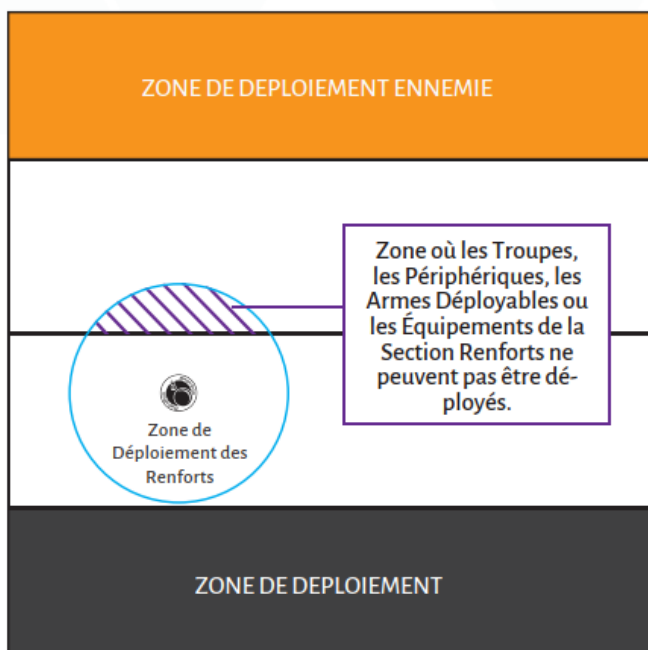 ZONE DE DEPLOIEMENT ENNEMIE
Zone où les Troupes,
les Périphériques, les
Armes Déployables ou
les Équipements de la
Section Renforts ne
peuvent pas être dé-
ployés.
Zone de
Déploiement des
Renforts
ZONE DE DEPLOIEMENT